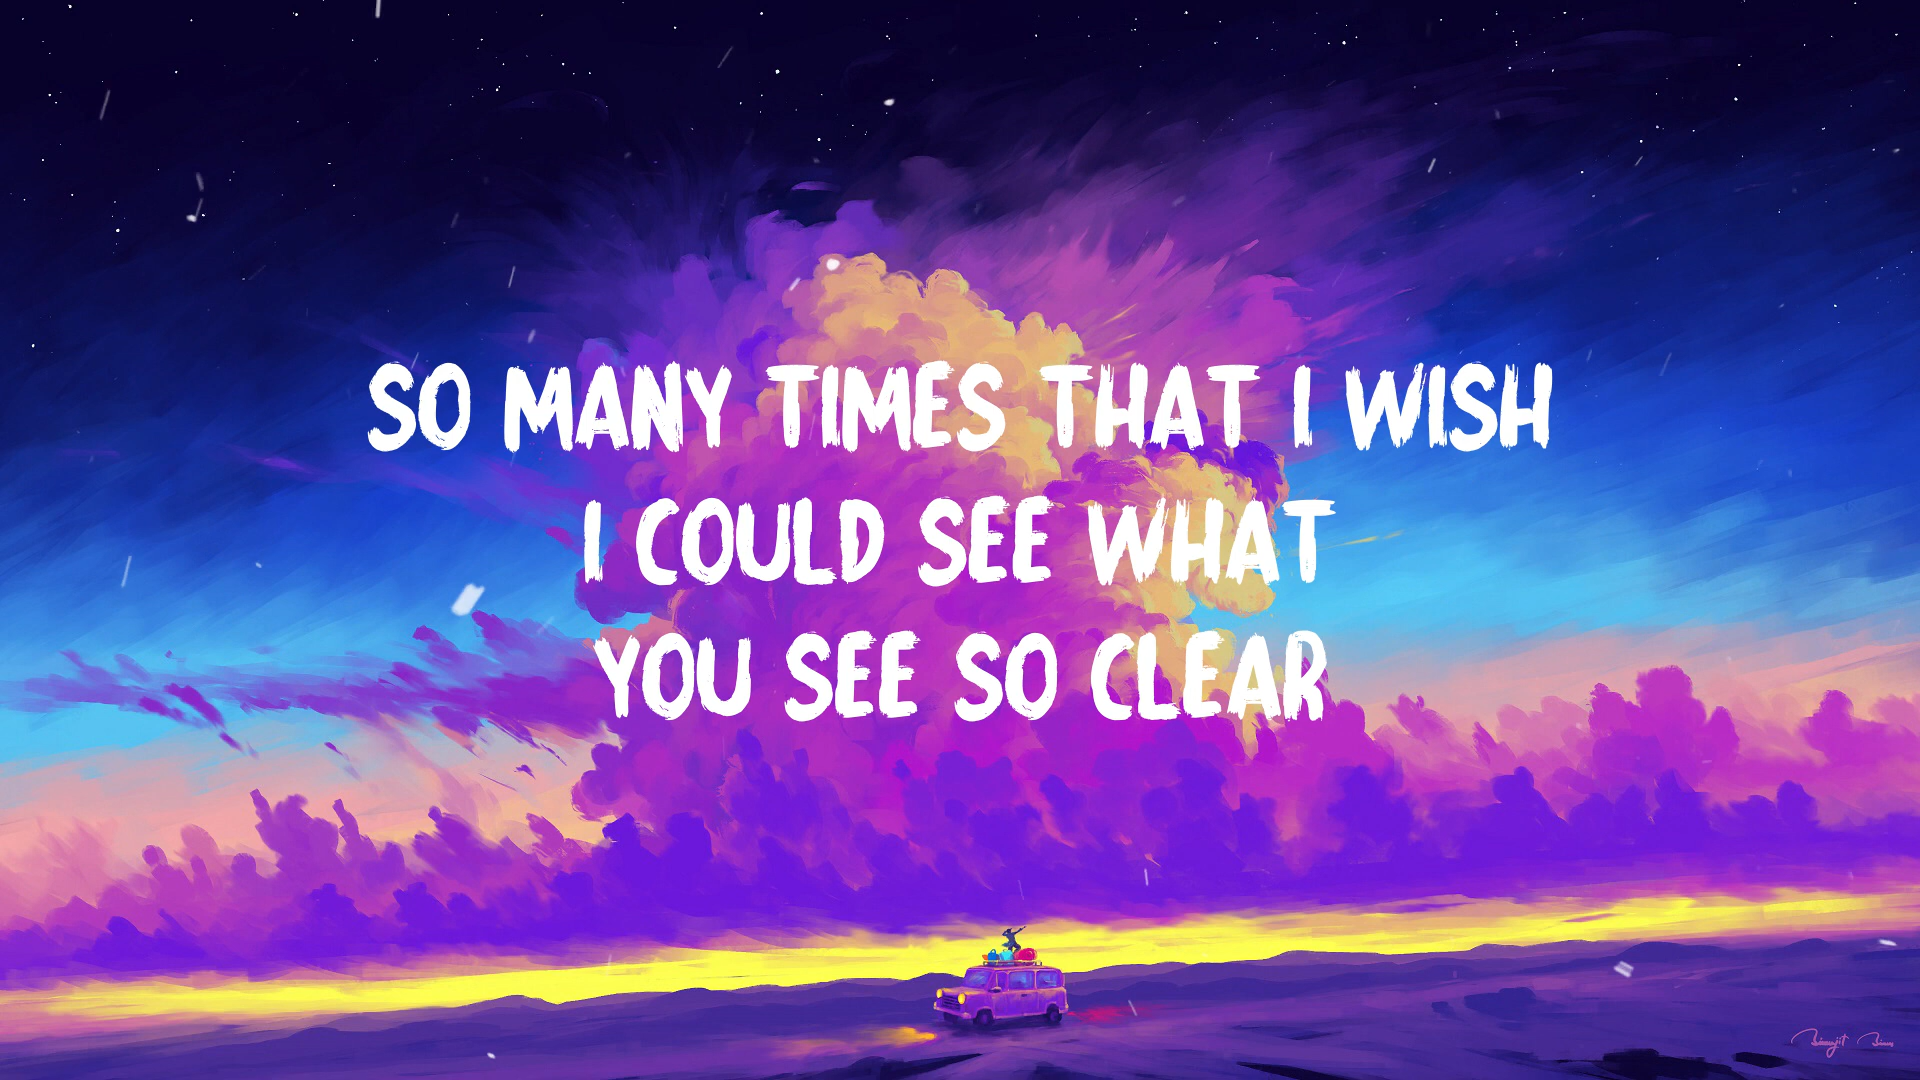 SO MANY TIMES THAT I WISH
I COULD SEE WHAT
YOU SEE SO CLEAR